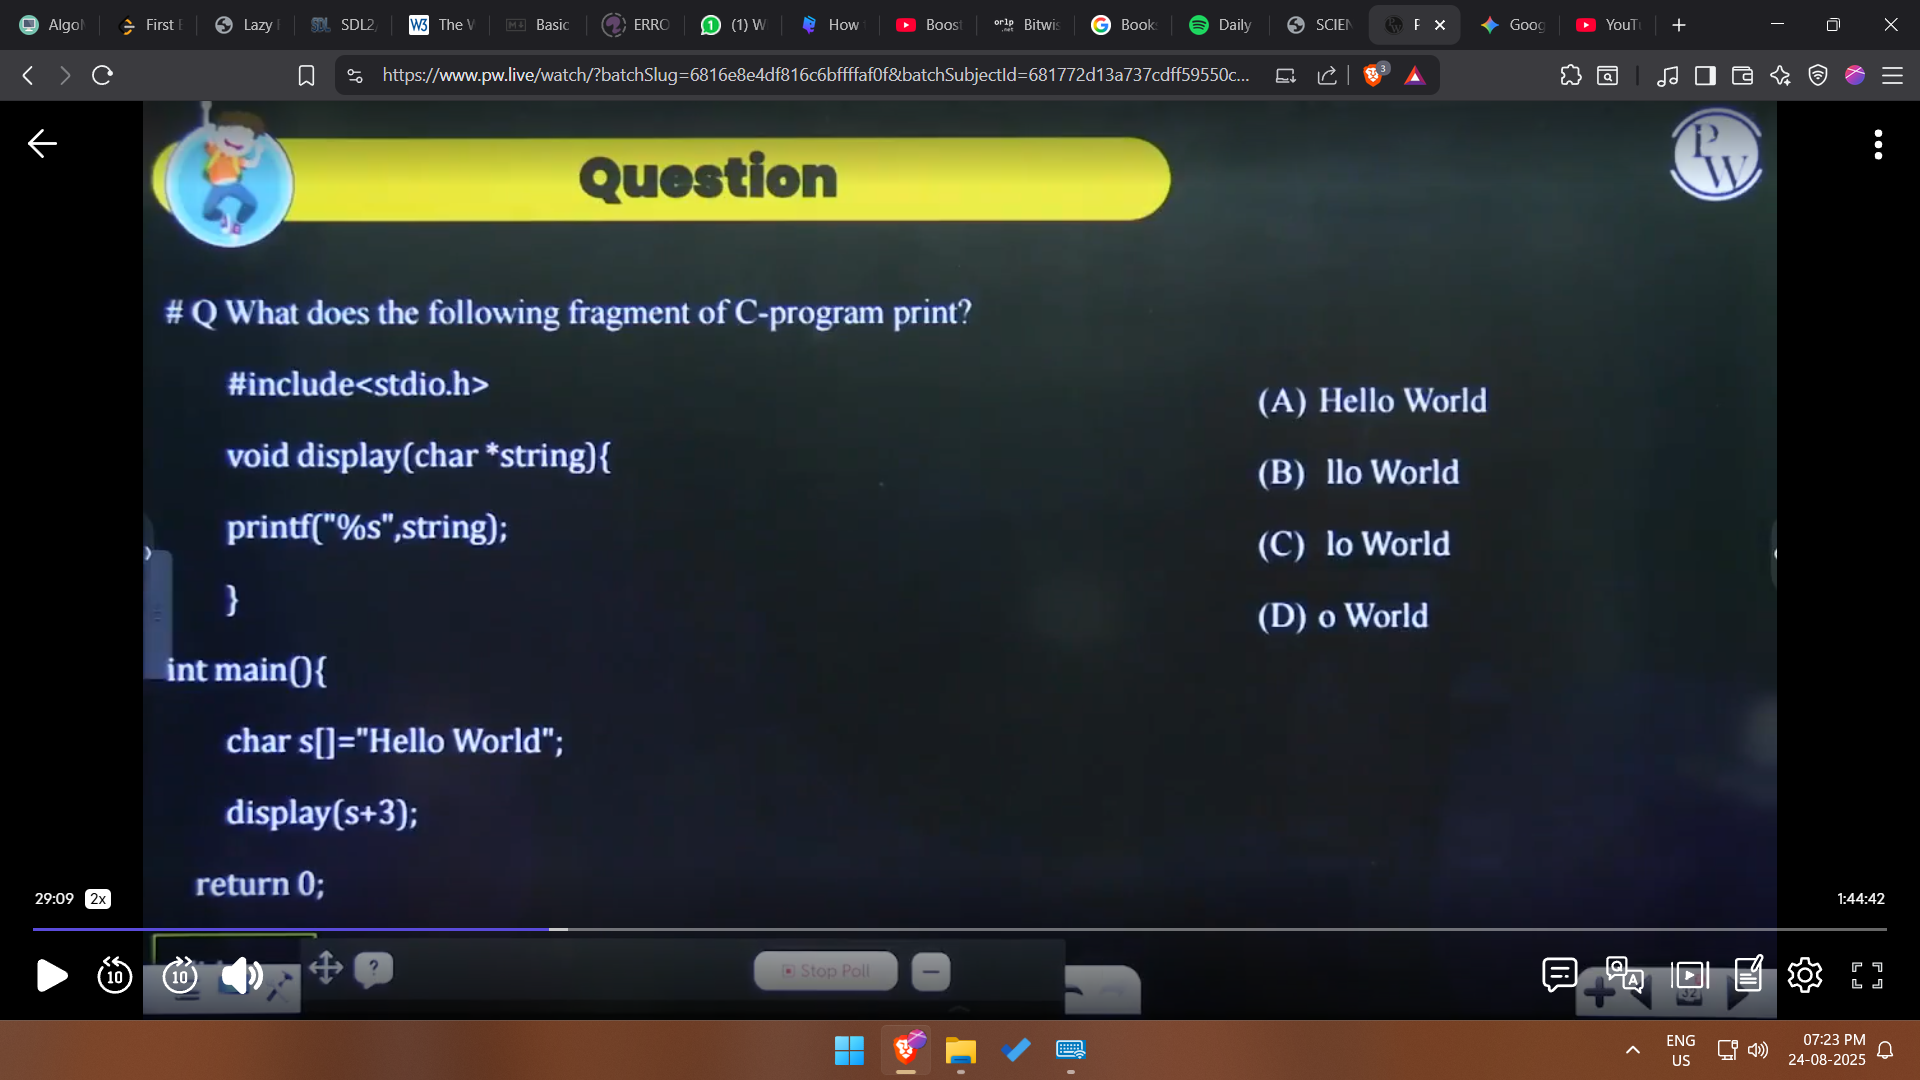 Algo
First E
Lazy
SDL2
The V
Basic
ERRO
(1) W
How
Boos
Bitwis
Book
Daily
SCIEN
F
Goog
YouTu
https://www.pw.live/watch/?batchSlug=6816e8e4df816c6bffffaf0f&batchSubjectId=681772d13a737cdff59550c...
3
Question
P
W
# Q What does the following fragment of C-program print?
#include<stdio.h>
void display(char *string){
printf("%s",string);
}
int main(){
char s[]="Hello World";
display(s+3);
return 0;
(A) Hello World
(B) llo World
(C) lo World
(D) o World
29:09 2x
1:44:42
10
10
?
Stop Poll
32
ENG
US
07:23 PM
24-08-2025